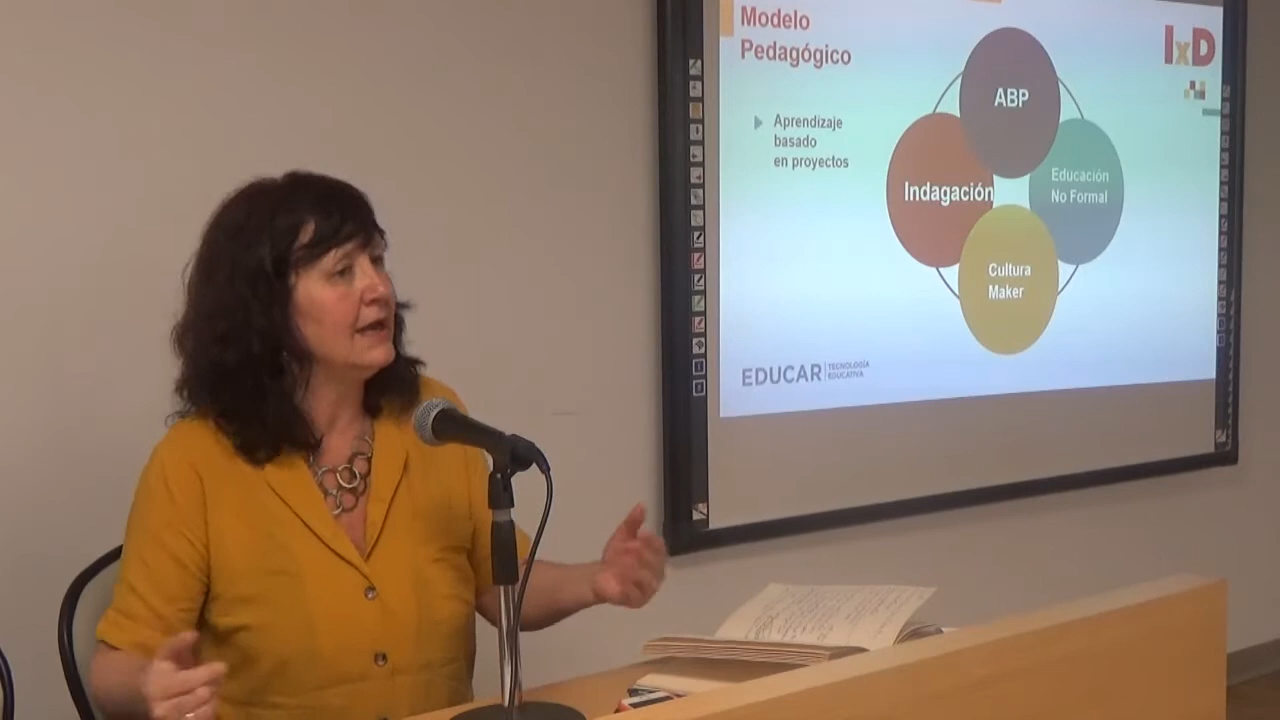 Modelo
Pedagógico
IxD
Aprendizaje
basado
en proyectos
ABP
Indagación
Educación
No Formal
Cultura
Maker
EDUCAR
TECNOLOGÍA
EDUCATIVA